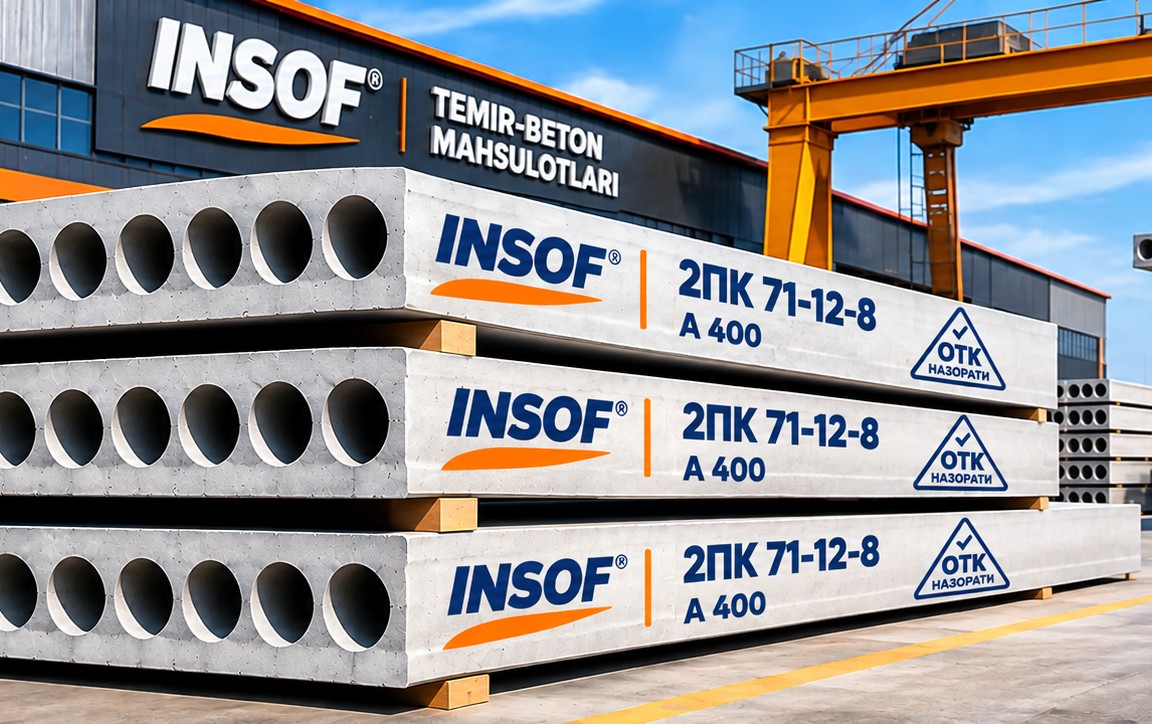 INSOF®
TEMIR-BETON
MAHSULOTLARI
INSOF®
2ПК 71-12-8
А 400
ОТК
НАЗОРАТИ
INSOF®
2ПК 71-12-8
А 400
ОТК
НАЗОРАТИ
INSOF®
2ПК 71-12-8
А 400
ОТК
НАЗОРАТИ